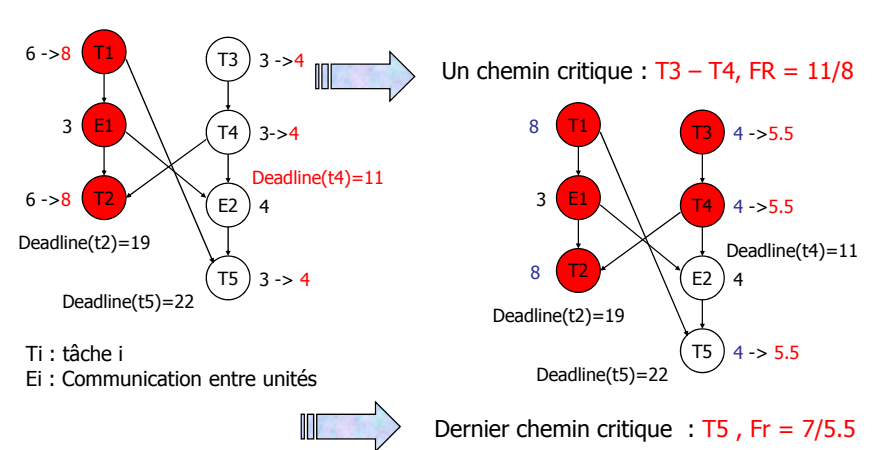 6 ->8 T1 T3 3 ->4
3 E1 T4 3->4
Deadline(t4)=11
6 ->8 T2 E2 4
Deadline(t2)=19
T5 3 -> 4
Deadline(t5)=22
Ti : tâche i
Ei : Communication entre unités
Un chemin critique : T3 – T4, FR = 11/8
8 T1 T3 4 ->5.5
3 E1 T4 4 ->5.5
Deadline(t4)=11
8 T2 E2 4
Deadline(t2)=19
T5 4 -> 5.5
Deadline(t5)=22
Dernier chemin critique : T5 , Fr = 7/5.5